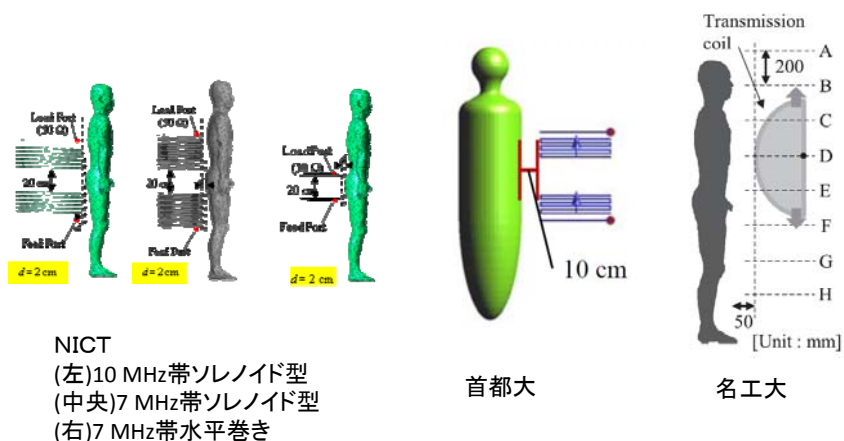 Load Port
(50 Ω)
20 cm
Feed Port
d = 2 cm
Load Port
(50 Ω)
20 cm
Feed Port
d = 2 cm
Load Port
(50 Ω)
20 cm
Feed Port
d = 2 cm
NICT
(左)10 MHz帯ソレノイド型
(中央)7 MHz帯ソレノイド型
(右)7 MHz帯水平巻き
10 cm
首都大
Transmission
coil
A
200
B
C
D
E
F
G
H
50
[Unit : mm]
名工大